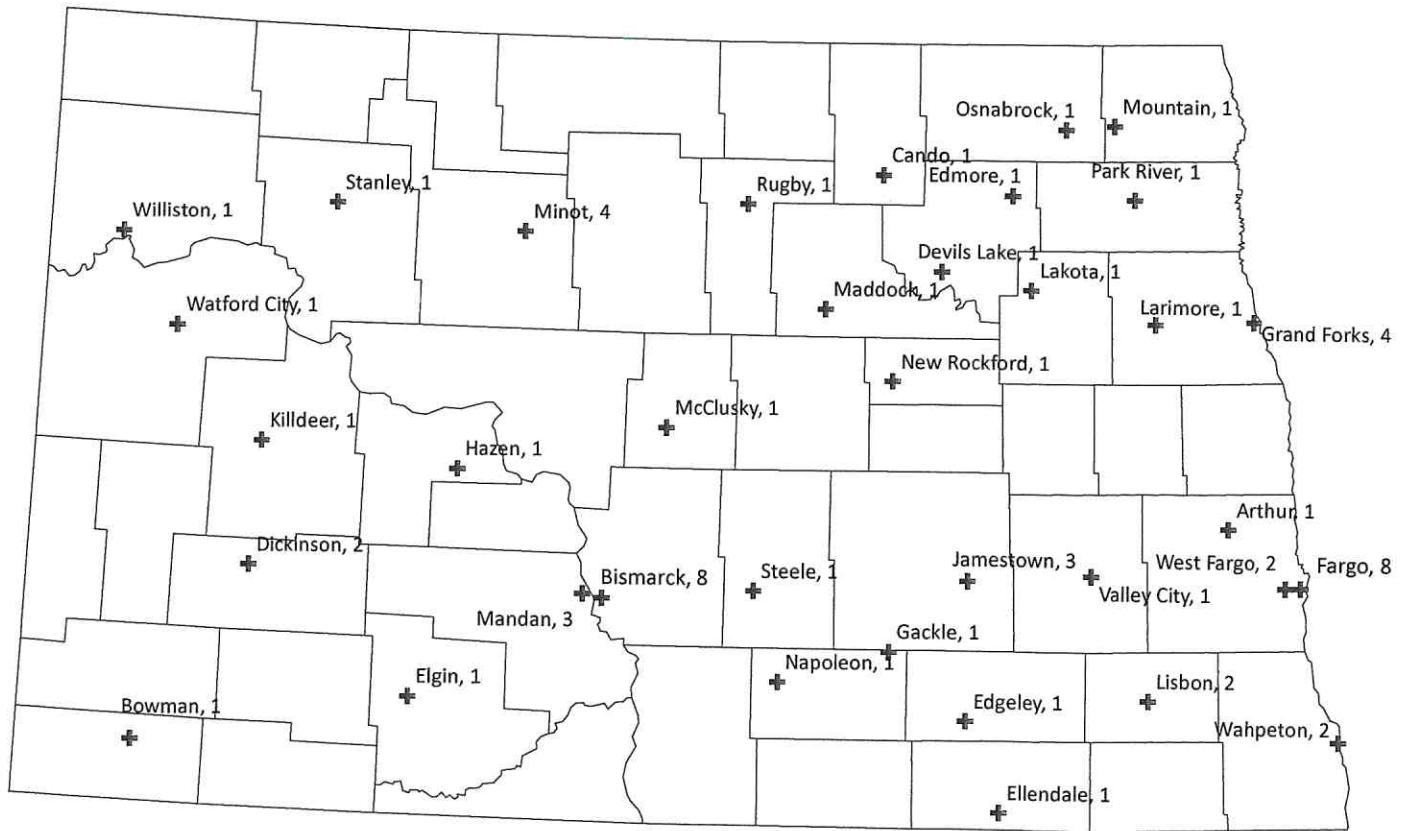 Osnabrock, 1
Mountain, 1
Cando, 1
Edmore, 1
Park River, 1
Stanley, 1
Rugby, 1
Williston, 1
Minot, 4
Devils Lake, 1
Lakota, 1
Maddock, 1
Watford City, 1
Larimore, 1
Grand Forks, 4
New Rockford, 1
McClusky, 1
Killdeer, 1
Hazen, 1
Arthur, 1
Dickinson, 2
Jamestown, 3
West Fargo, 2
Fargo, 8
Steele, 1
Bismarck, 8
Valley City, 1
Mandan, 3
Gackle, 1
Napoleon, 1
Elgin, 1
Lisbon, 2
Edgeley, 1
Bowman, 1
Wahpeton, 2
Ellendale, 1